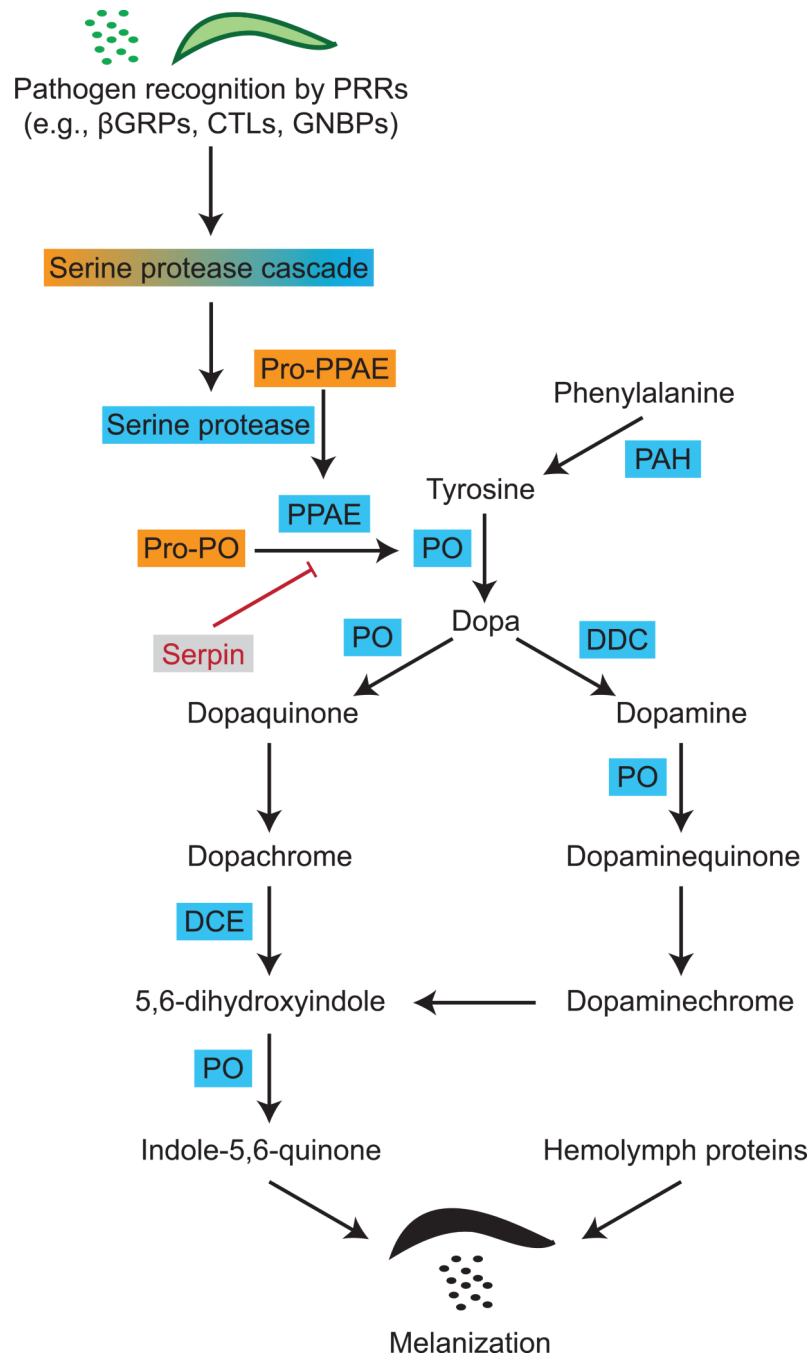 Pathogen recognition by PRRs
(e.g., βGRPs, CTLs, GNBPs)
Serine protease cascade
Pro-PPAE
Serine protease
Phenylalanine
PAH
Tyrosine
PPAE
Pro-PO
PO
Serpin
Dopa
PO
DDC
Dopaquinone
Dopamine
PO
Dopachrome
Dopaminequinone
DCE
5,6-dihydroxyindole
Dopaminechrome
PO
Indole-5,6-quinone
Hemolymph proteins
Melanization